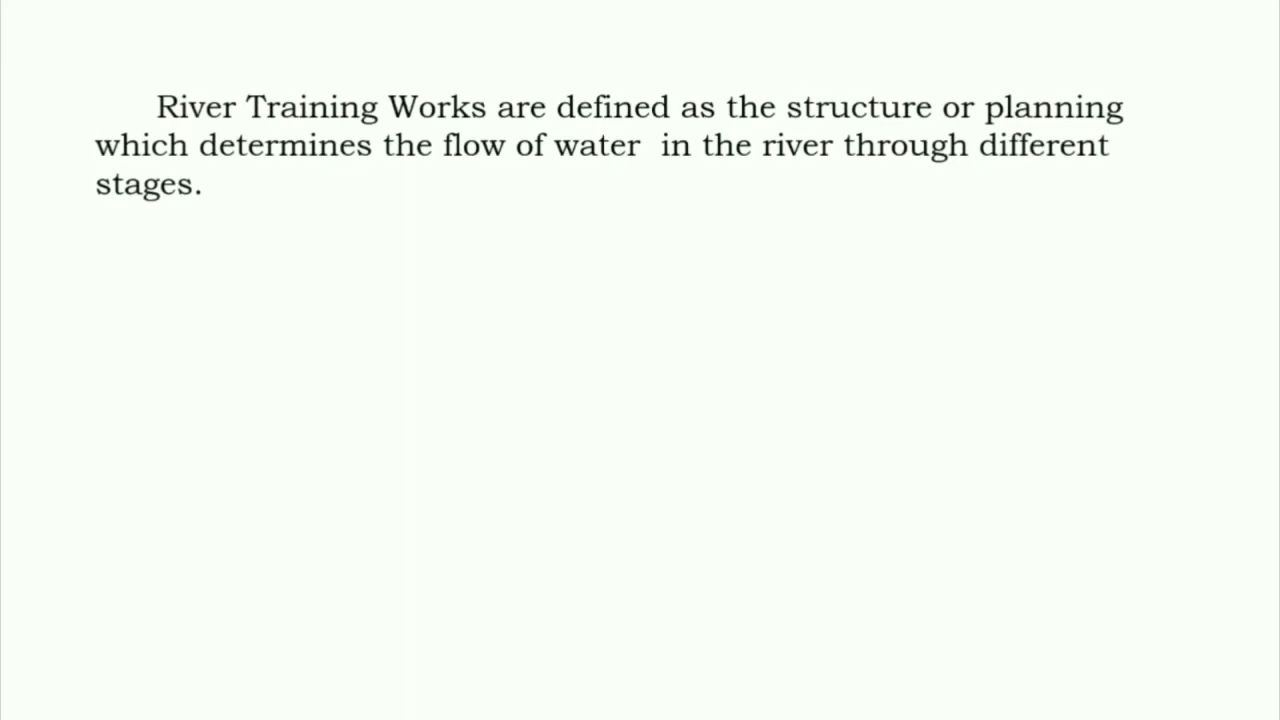 River Training Works are defined as the structure or planning
which determines the flow of water  in the river through different
stages.